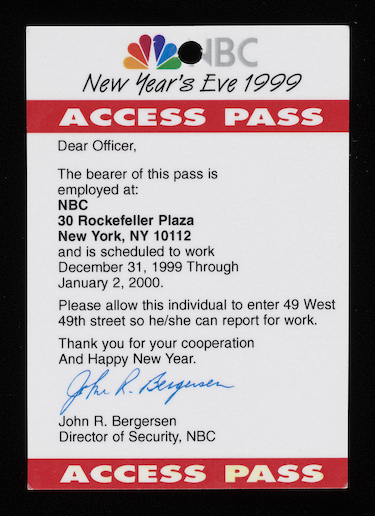 NBC
New Year's Eve 1999
ACCESS PASS
Dear Officer,
The bearer of this pass is
employed at:
NBC
30 Rockefeller Plaza
New York, NY 10112
and is scheduled to work
December 31, 1999 Through
January 2, 2000.
Please allow this individual to enter 49 West
49th street so he/she can report for work.
Thank you for your cooperation
And Happy New Year.
John R. Bergersen
John R. Bergersen
Director of Security, NBC
ACCESS PASS